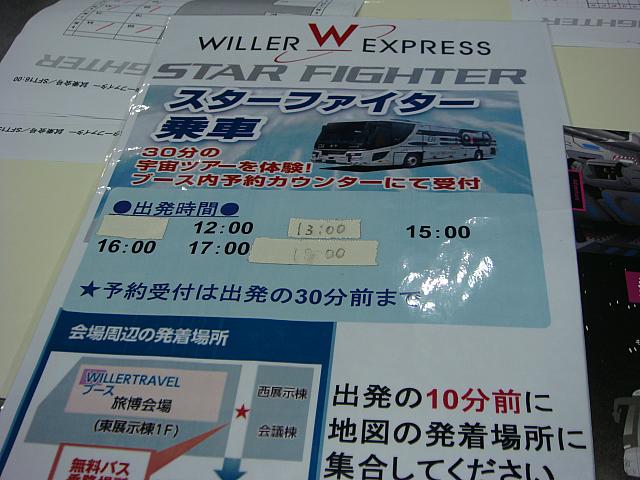 WILLER W EXPRESS
STAR FIGHTER
スターファイター
乗車
30分の
宇宙ツアーを体験!
ブース内予約カウンターにて受付
●出発時間●
12:00 13:00 15:00
16:00 17:00 18:00
★予約受付は出発の30分前まで
会場周辺の発着場所
WILLERTRAVEL
ブース
旅博会場
(東展示棟1F)
西展示棟
★
会議棟
無料バス
出発の10分前に
地図の発着場所に
集合してください